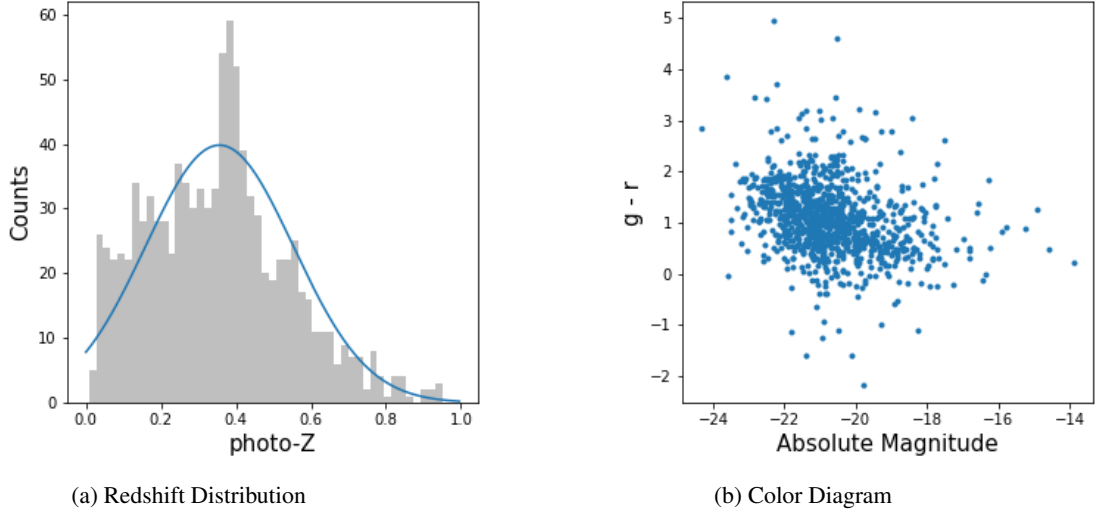 60
50
40
30
20
10
0
Counts
0.0 0.2 0.4 0.6 0.8 1.0
photo-Z
(a) Redshift Distribution
5
4
3
2
1
0
−1
−2
g - r
−24 −22 −20 −18 −16 −14
Absolute Magnitude
(b) Color Diagram